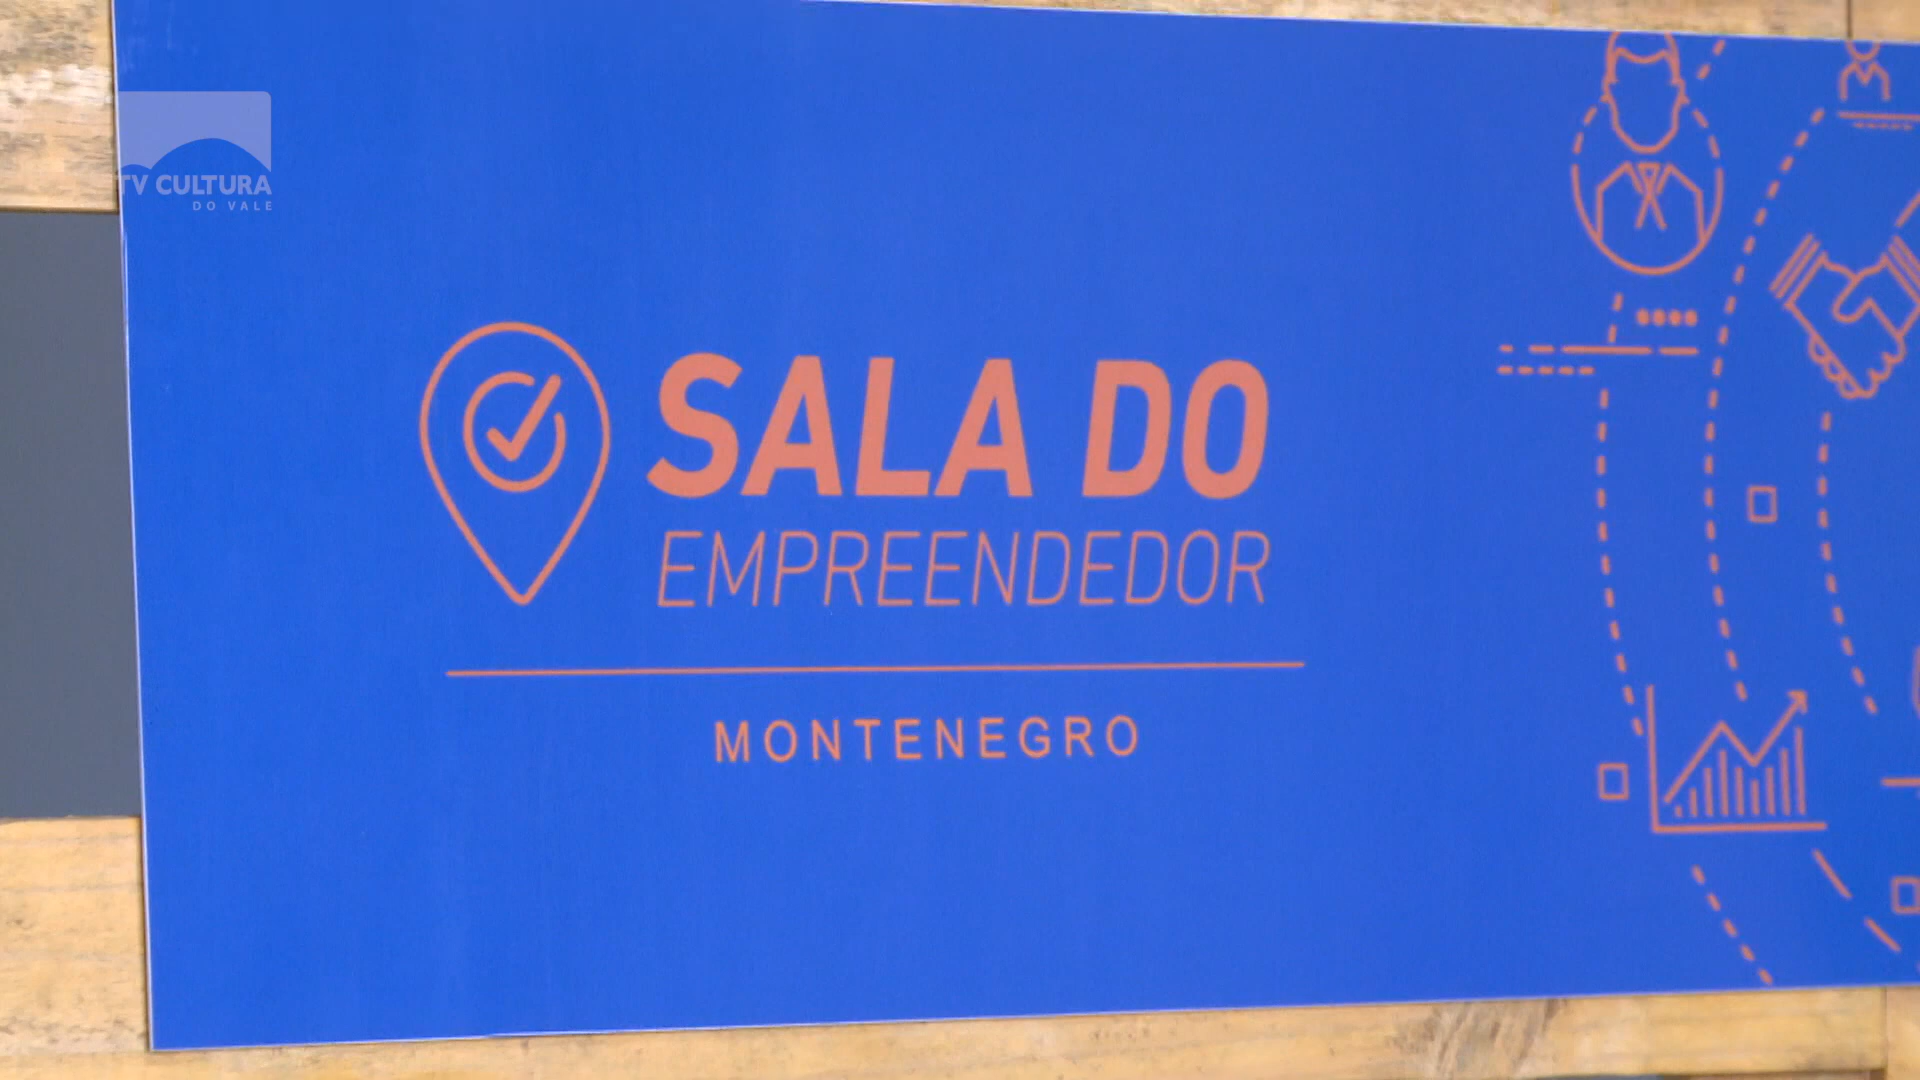 TV CULTURA
DO VALE
SALA DO
EMPREENDEDOR
MONTENEGRO